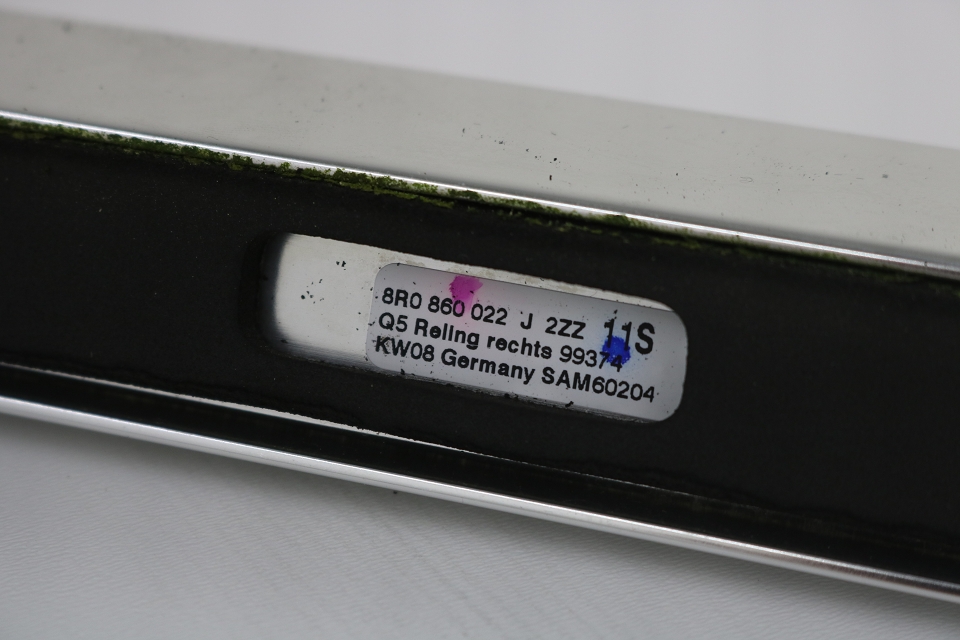 8R0 860 022 J 2ZZ 11S
Q5 Reling rechts 99374
KW08 Germany SAM60204